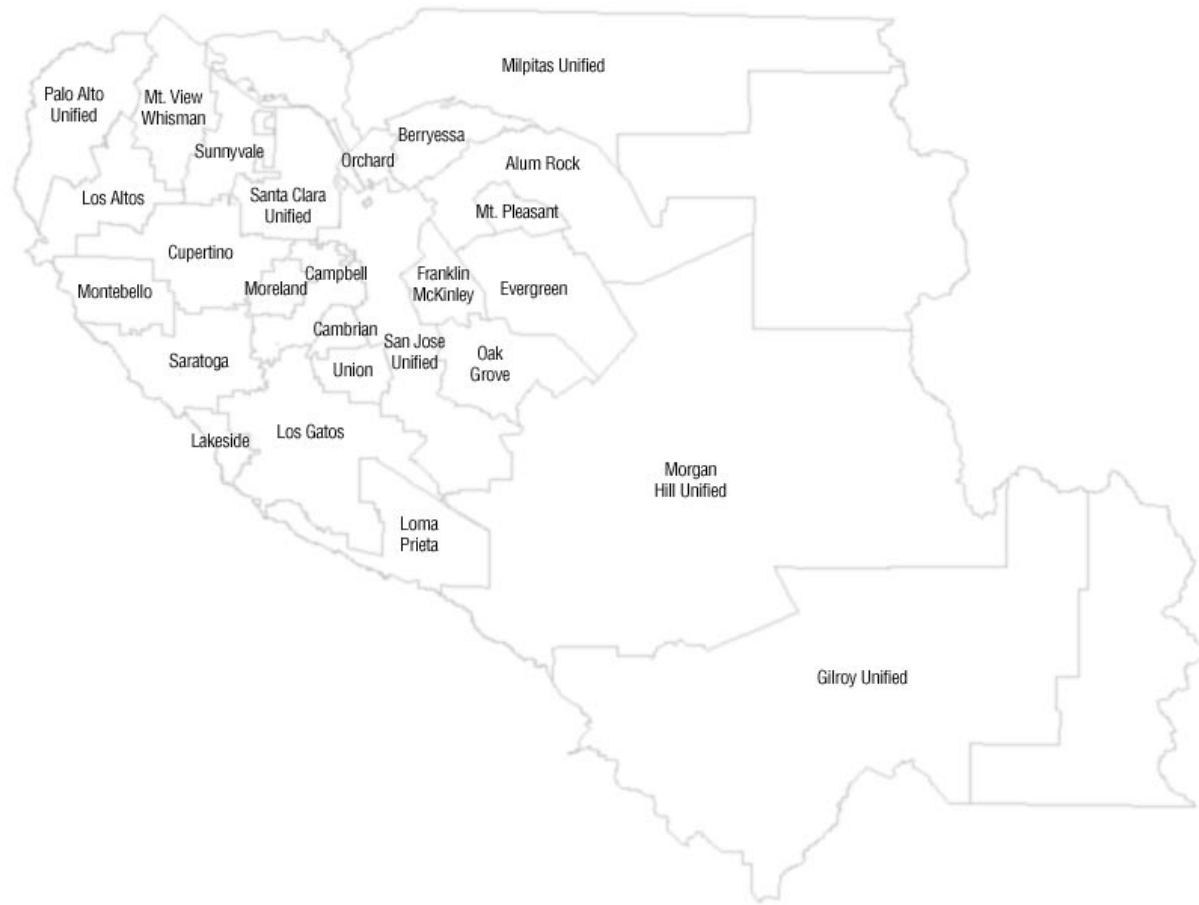 Milpitas Unified
Palo Alto
Unified
Mt. View
Whisman
Berryessa
Sunnyvale
Orchard
Alum Rock
Los Altos
Santa Clara
Unified
Mt. Pleasant
Cupertino
Montebello
Moreland
Campbell
Franklin
McKinley
Evergreen
Cambrian
San Jose
Unified
Saratoga
Union
Oak
Grove
Lakeside
Los Gatos
Morgan
Hill Unified
Loma
Prieta
Gilroy Unified